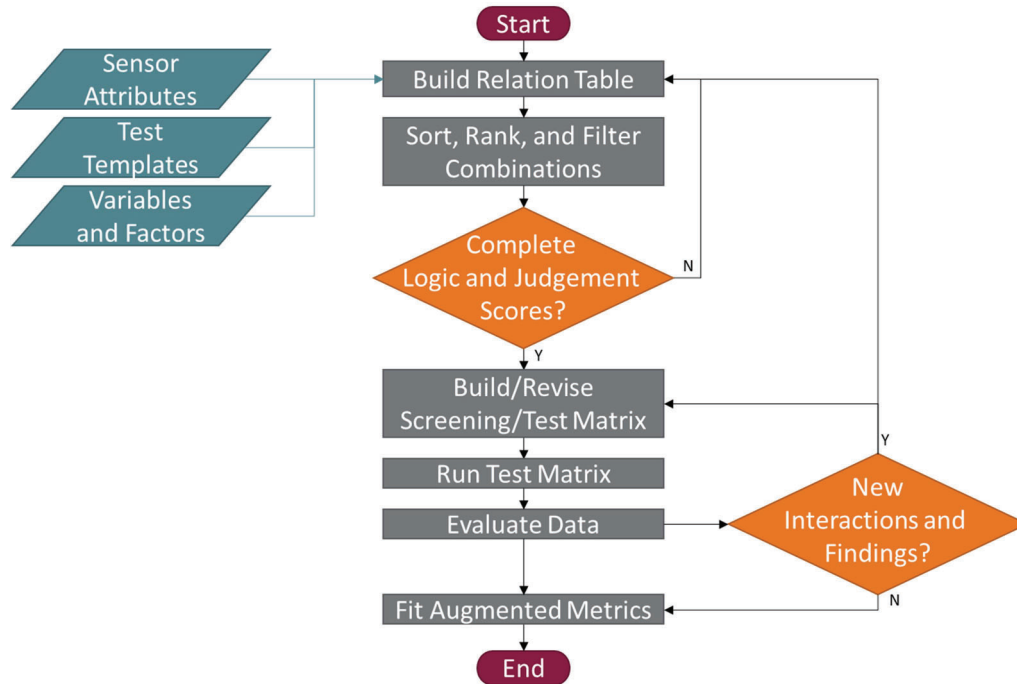 Start
Sensor
Attributes
Test
Templates
Variables
and Factors
Build Relation Table
Sort, Rank, and Filter
Combinations
Complete
Logic and Judgement
Scores?
N
Y
Build/Revise
Screening/Test Matrix
Run Test Matrix
Evaluate Data
New
Interactions and
Findings?
Y
N
Fit Augmented Metrics
End